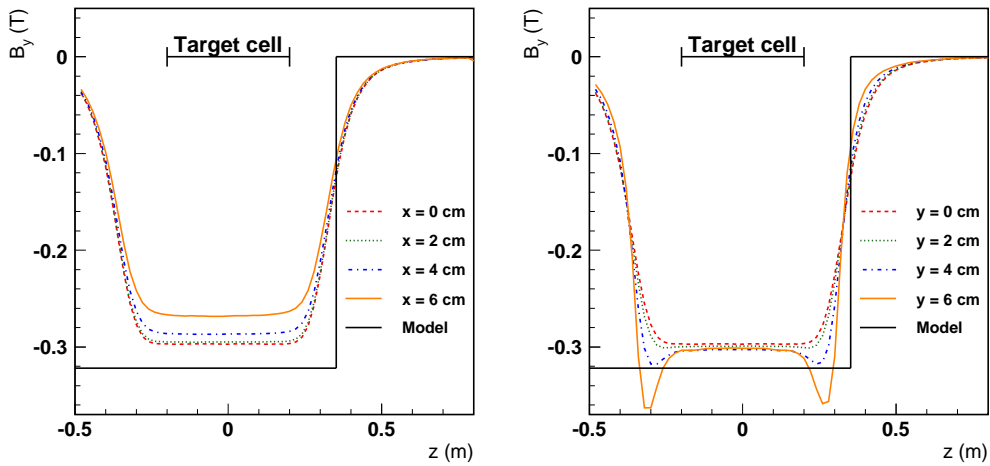 B_y (T)
0
-0.1
-0.2
-0.3
Target cell
x = 0 cm
x = 2 cm
x = 4 cm
x = 6 cm
Model
-0.5 0 0.5
z (m)
B_y (T)
0
-0.1
-0.2
-0.3
Target cell
y = 0 cm
y = 2 cm
y = 4 cm
y = 6 cm
Model
-0.5 0 0.5
z (m)